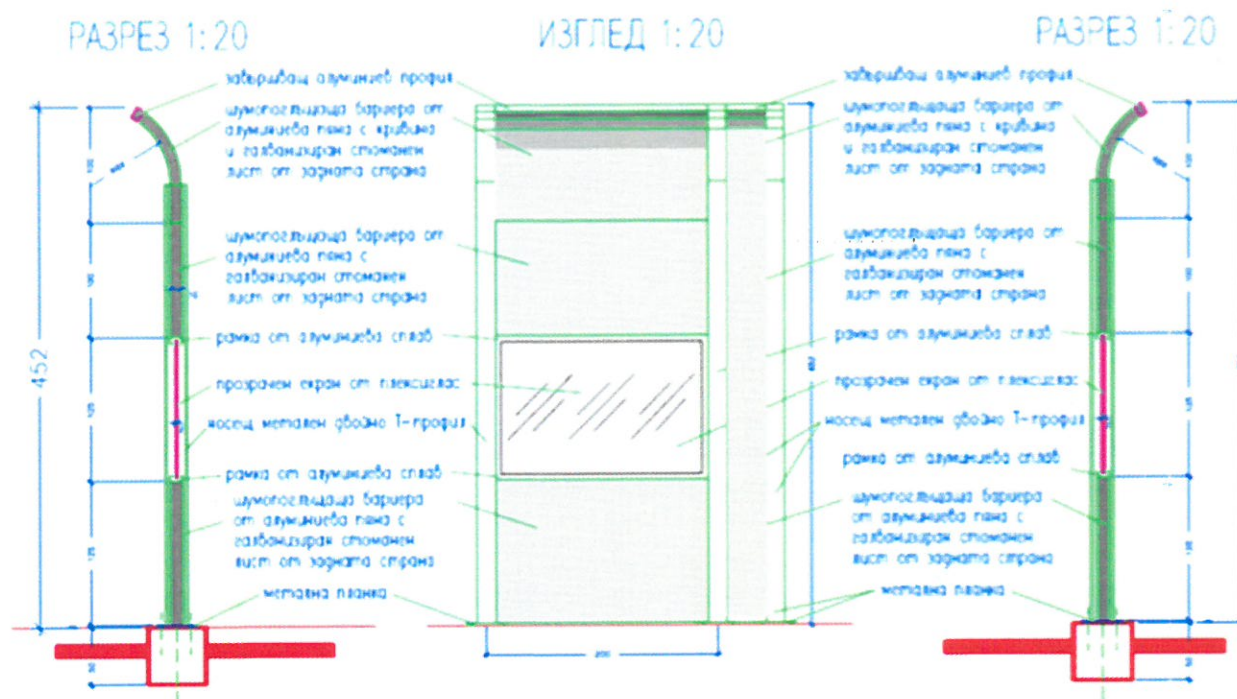 РАЗРЕЗ 1:20
завършващ алуминиев профил
шумопоглъщаща бариера от
алуминиева пяна с кривина
и галванизиран стоманен
лист от задната страна
шумопоглъщаща бариера от
алуминиева пяна с
галванизиран стоманен
лист от задната страна
рамка от алуминиева сплав
прозрачен екран от плексиглас
носещ метален двойно Т-профил
рамка от алуминиева сплав
шумопоглъщаща бариера
от алуминиева пяна с
галванизиран стоманен
лист от задната страна
метална планка
452
ИЗГЛЕД 1:20
200
РАЗРЕЗ 1:20
завършващ алуминиев профил
шумопоглъщаща бариера от
алуминиева пяна с кривина
и галванизиран стоманен
лист от задната страна
шумопоглъщаща бариера от
алуминиева пяна с
галванизиран стоманен
лист от задната страна
рамка от алуминиева сплав
прозрачен екран от плексиглас
носещ метален двойно Т-профил
рамка от алуминиева сплав
шумопоглъщаща бариера
от алуминиева пяна с
галванизиран стоманен
лист от задната страна
метална планка